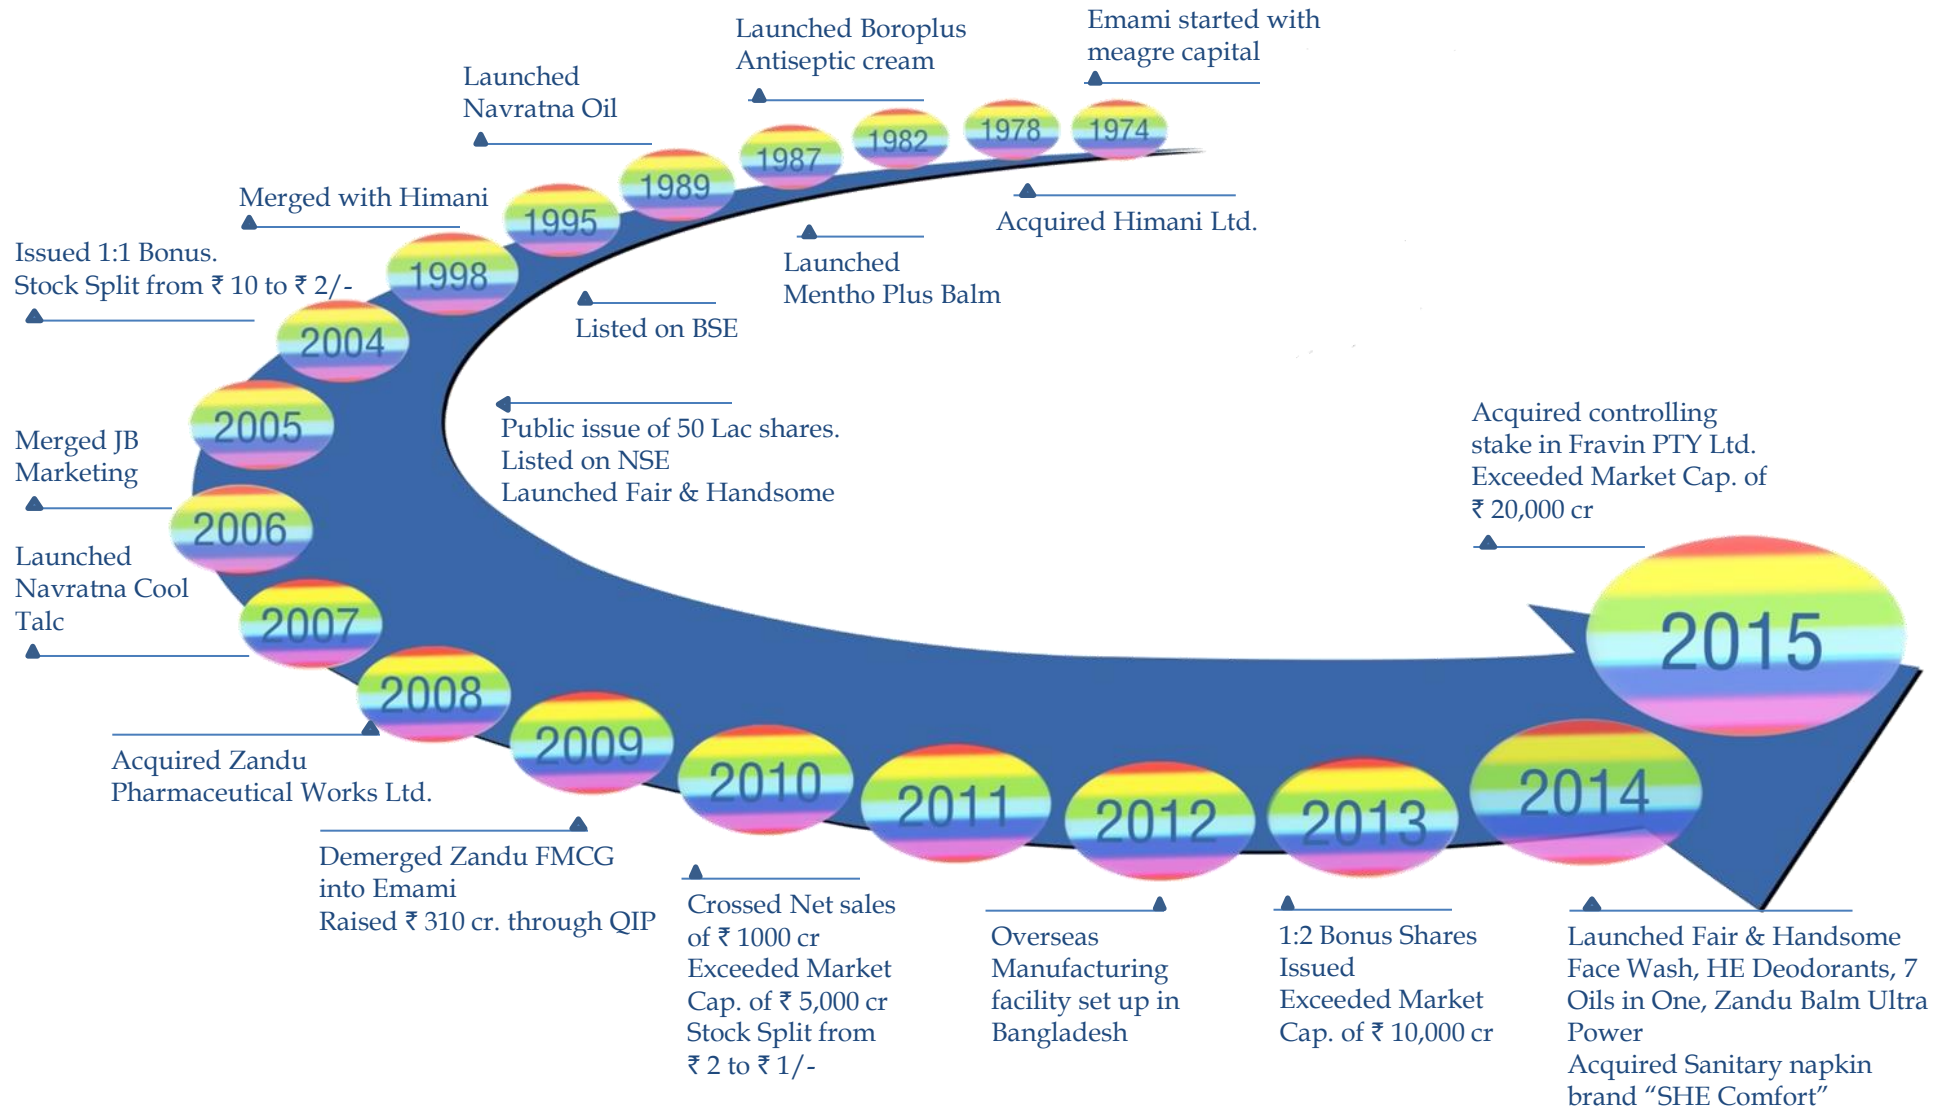 Emami started with
meagre capital
1974
1978
Acquired Himani Ltd.
Launched Boroplus
Antiseptic cream
1982
1987
Launched
Mentho Plus Balm
Launched
Navratna Oil
1989
1995
Listed on BSE
Merged with Himani
1998
Issued 1:1 Bonus.
Stock Split from ₹ 10 to ₹ 2/-
2004
2005
Public issue of 50 Lac shares.
Listed on NSE
Launched Fair & Handsome
Merged JB
Marketing
2006
Launched
Navratna Cool
Talc
2007
2008
Acquired Zandu
Pharmaceutical Works Ltd.
2009
Demerged Zandu FMCG
into Emami
Raised ₹ 310 cr. through QIP
2010
Crossed Net sales
of ₹ 1000 cr
Exceeded Market
Cap. of ₹ 5,000 cr
Stock Split from
₹ 2 to ₹ 1/-
2011
2012
Overseas
Manufacturing
facility set up in
Bangladesh
2013
1:2 Bonus Shares
Issued
Exceeded Market
Cap. of ₹ 10,000 cr
2014
Launched Fair & Handsome
Face Wash, HE Deodorants, 7
Oils in One, Zandu Balm Ultra
Power
Acquired Sanitary napkin
brand “SHE Comfort”
Acquired controlling
stake in Fravin PTY Ltd.
Exceeded Market Cap. of
₹ 20,000 cr
2015